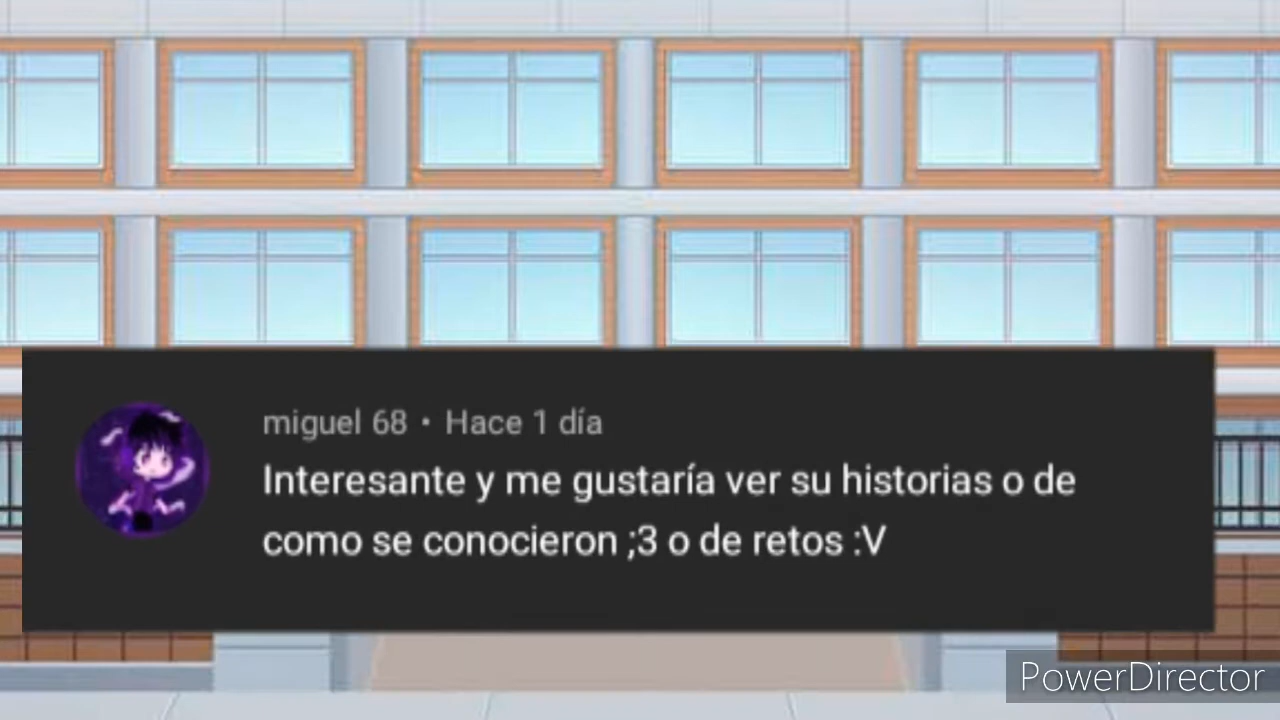 miguel 68 • Hace 1 día
Interesante y me gustaría ver su historias o de
como se conocieron ;3 o de retos :V
PowerDirector